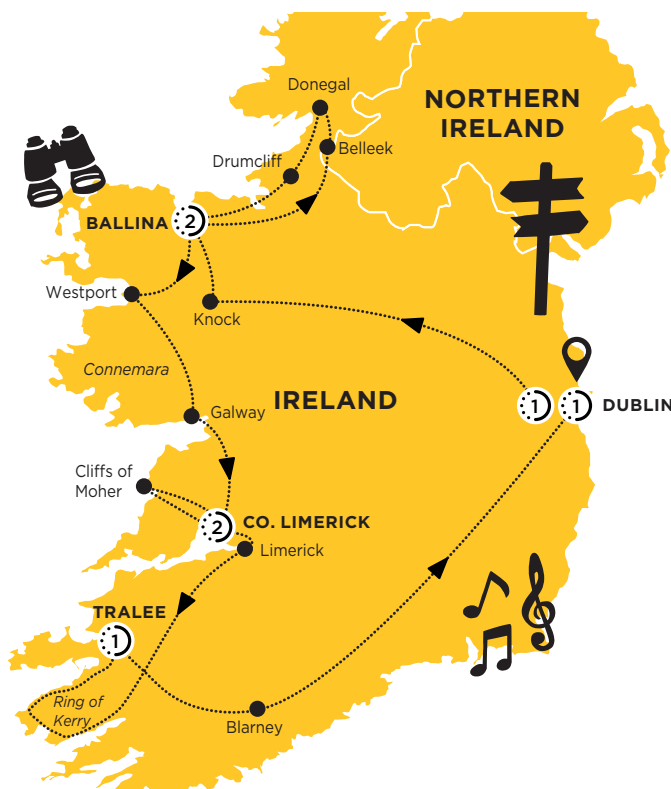 Donegal
NORTHERN
IRELAND
Belleek
Drumcliff
BALLINA
2
Westport
Knock
Connemara
IRELAND
Galway
1
1
DUBLIN
Cliffs of
Moher
2
CO. LIMERICK
Limerick
TRALEE
1
Ring of
Kerry
Blarney